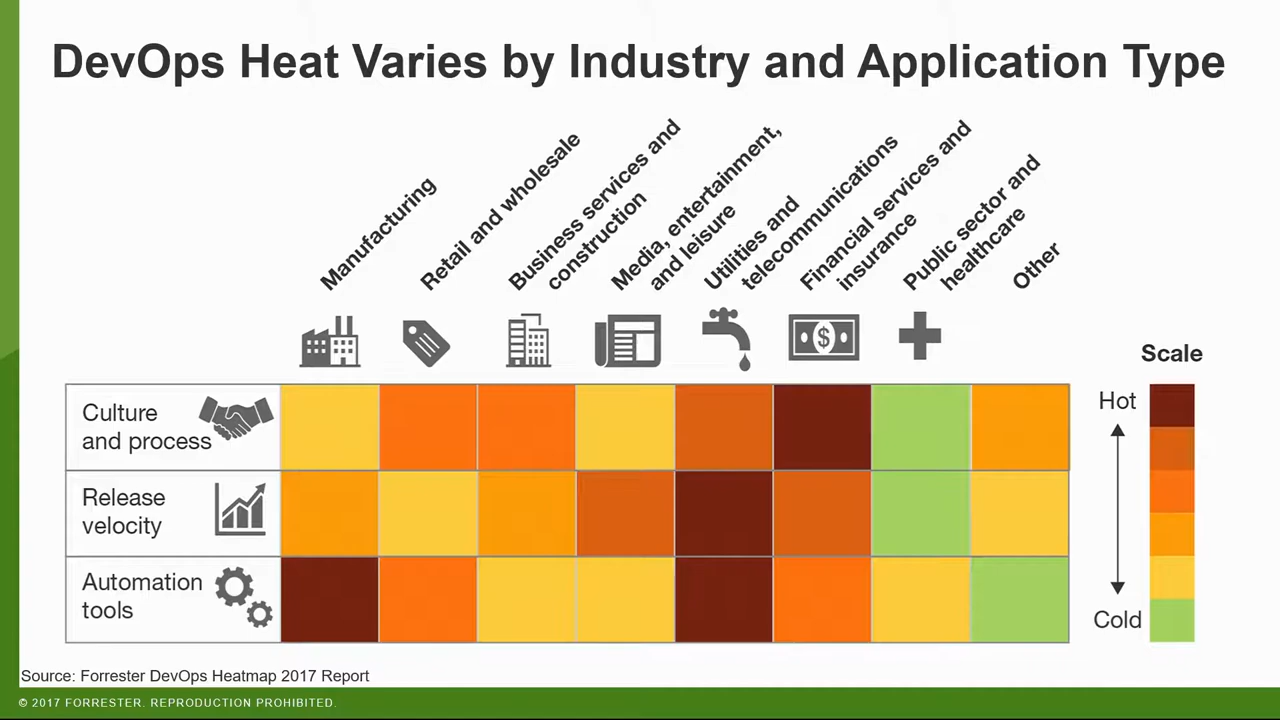 DevOps Heat Varies by Industry and Application Type
Manufacturing
Retail and wholesale
Business services and
construction
Media, entertainment,
and leisure
Utilities and
telecommunications
Financial services and
insurance
Public sector and
healthcare
Other
$
Scale
Hot
Cold
Culture
and process
Release
velocity
Automation
tools
Source: Forrester DevOps Heatmap 2017 Report
© 2017 FORRESTER. REPRODUCTION PROHIBITED.